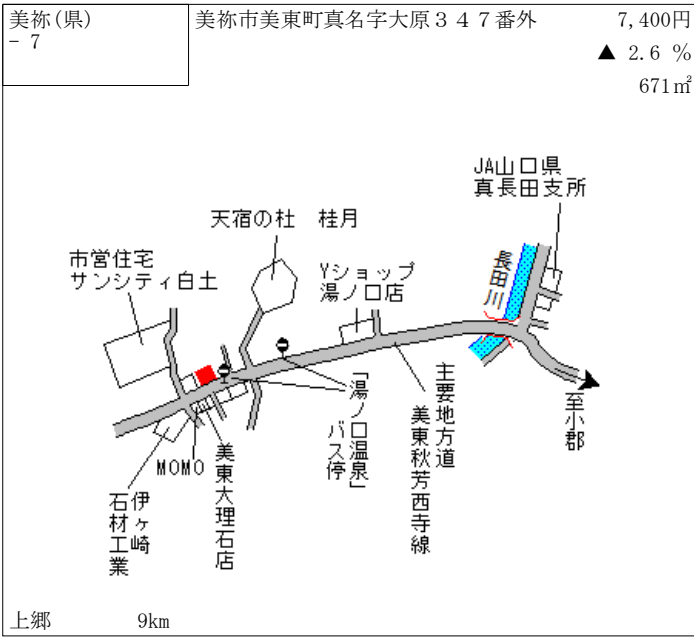 美祢(県)
- 7
美祢市美東町真名字大原３４７番外
7,400円
▲ 2.6 %
671㎡
JA山口県
真長田支所
天宿の杜　桂月
市営住宅
サンシティ白土
Yショップ
湯ノ口店
長田川
「湯ノ口温泉」
バス停
主要地方道
美東秋芳西寺線
至小郡
MOMO
美東大理石店
伊ヶ崎
石材工業
上郷
9km